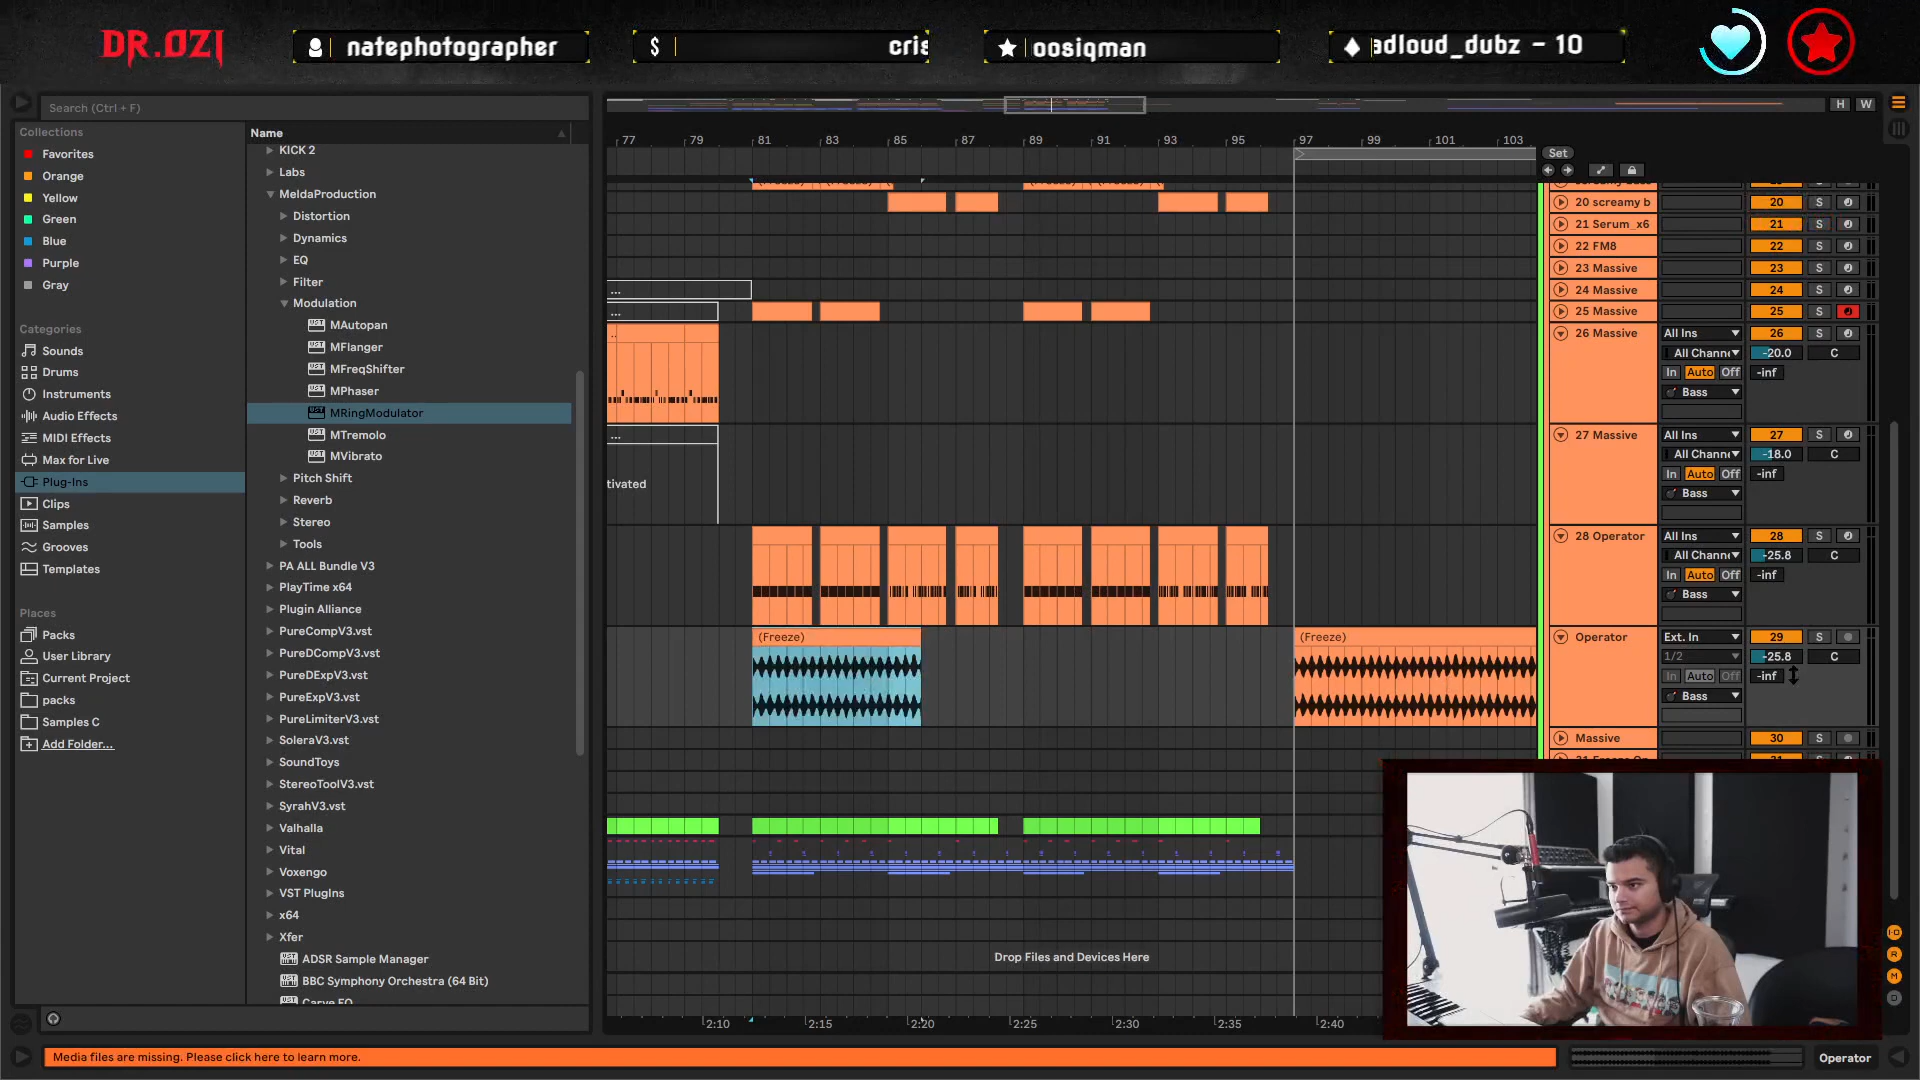 DR.OZI
natephotographer
$
cris
oosiqman
adloud_dubz - 10
Search (Ctrl + F)
H W
Collections
Favorites
Orange
Yellow
Green
Blue
Purple
Gray
Categories
Sounds
Drums
Instruments
Audio Effects
MIDI Effects
Max for Live
Plug-Ins
Clips
Samples
Grooves
Templates
Places
Packs
User Library
Current Project
packs
Samples C
Add Folder...
Name
KICK 2
Labs
MeldaProduction
Distortion
Dynamics
EQ
Filter
Modulation
MAutopan
MFlanger
MFreqShifter
MPhaser
MRingModulator
MTremolo
MVibrato
Pitch Shift
Reverb
Stereo
Tools
PA ALL Bundle V3
PlayTime x64
Plugin Alliance
PureCompV3.vst
PureDCompV3.vst
PureDExpV3.vst
PureExpV3.vst
PureLimiterV3.vst
SoleraV3.vst
SoundToys
StereoToolV3.vst
SyrahV3.vst
Valhalla
Vital
Voxengo
VST PlugIns
x64
Xfer
ADSR Sample Manager
BBC Symphony Orchestra (64 Bit)
Carve EQ
77 79 81 83 85 87 89 91 93 95 97 99 101 103
Set
...
...
...
tivated
(Freeze)
(Freeze)
Drop Files and Devices Here
2:10 2:15 2:20 2:25 2:30 2:35 2:40
20 screamy b 20 S
21 Serum_x6 21 S
22 FM8 22 S
23 Massive 23 S
24 Massive 24 S
25 Massive 25 S
26 Massive All Ins 26 S
All Chann -20.0 C
In Auto Off -inf
Bass
27 Massive All Ins 27 S
All Chann -18.0 C
In Auto Off -inf
Bass
28 Operator All Ins 28 S
All Chann -25.8 C
In Auto Off -inf
Bass
Operator Ext. In 29 S
1/2 -25.8 C
In Auto Off -inf
Bass
Massive 30 S
I·O
R
M
D
Media files are missing. Please click here to learn more.
Operator